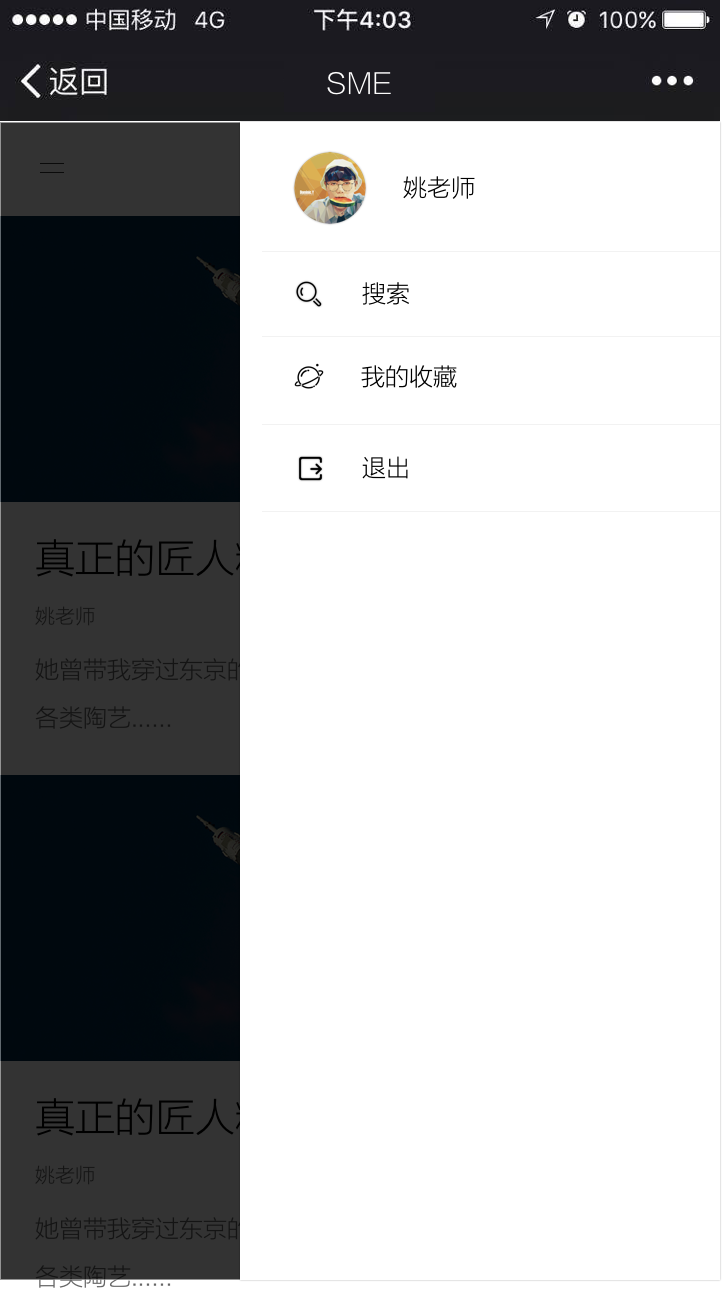 中国移动 4G 下午4:03 100%
返回 SME
姚老师
搜索
我的收藏
退出
真正的匠人
姚老师
她曾带我穿过东京的
各类陶艺......
真正的匠人
姚老师
她曾带我穿过东京的
各类陶艺......